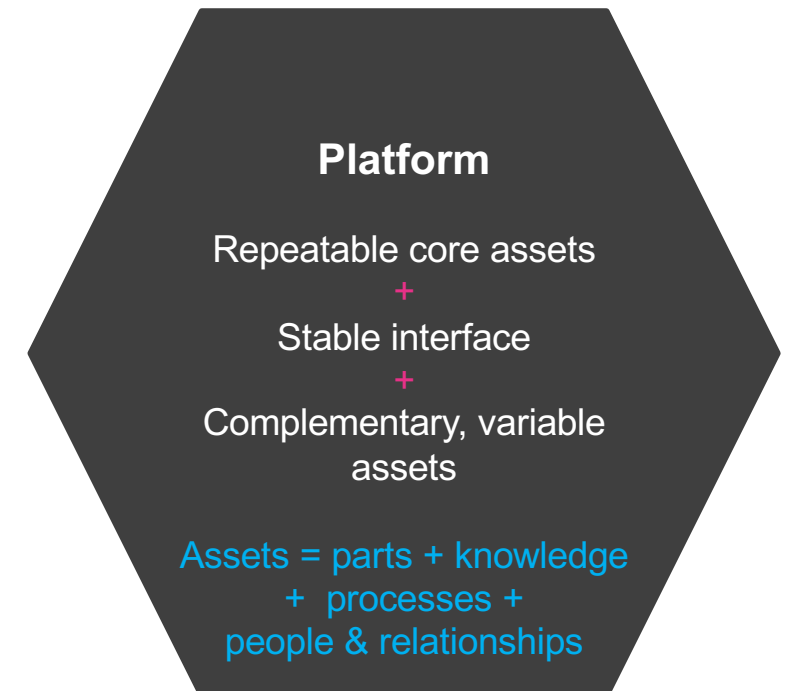 Platform
Repeatable core assets
+
Stable interface
+
Complementary, variable
assets
Assets = parts + knowledge
+ processes +
people & relationships